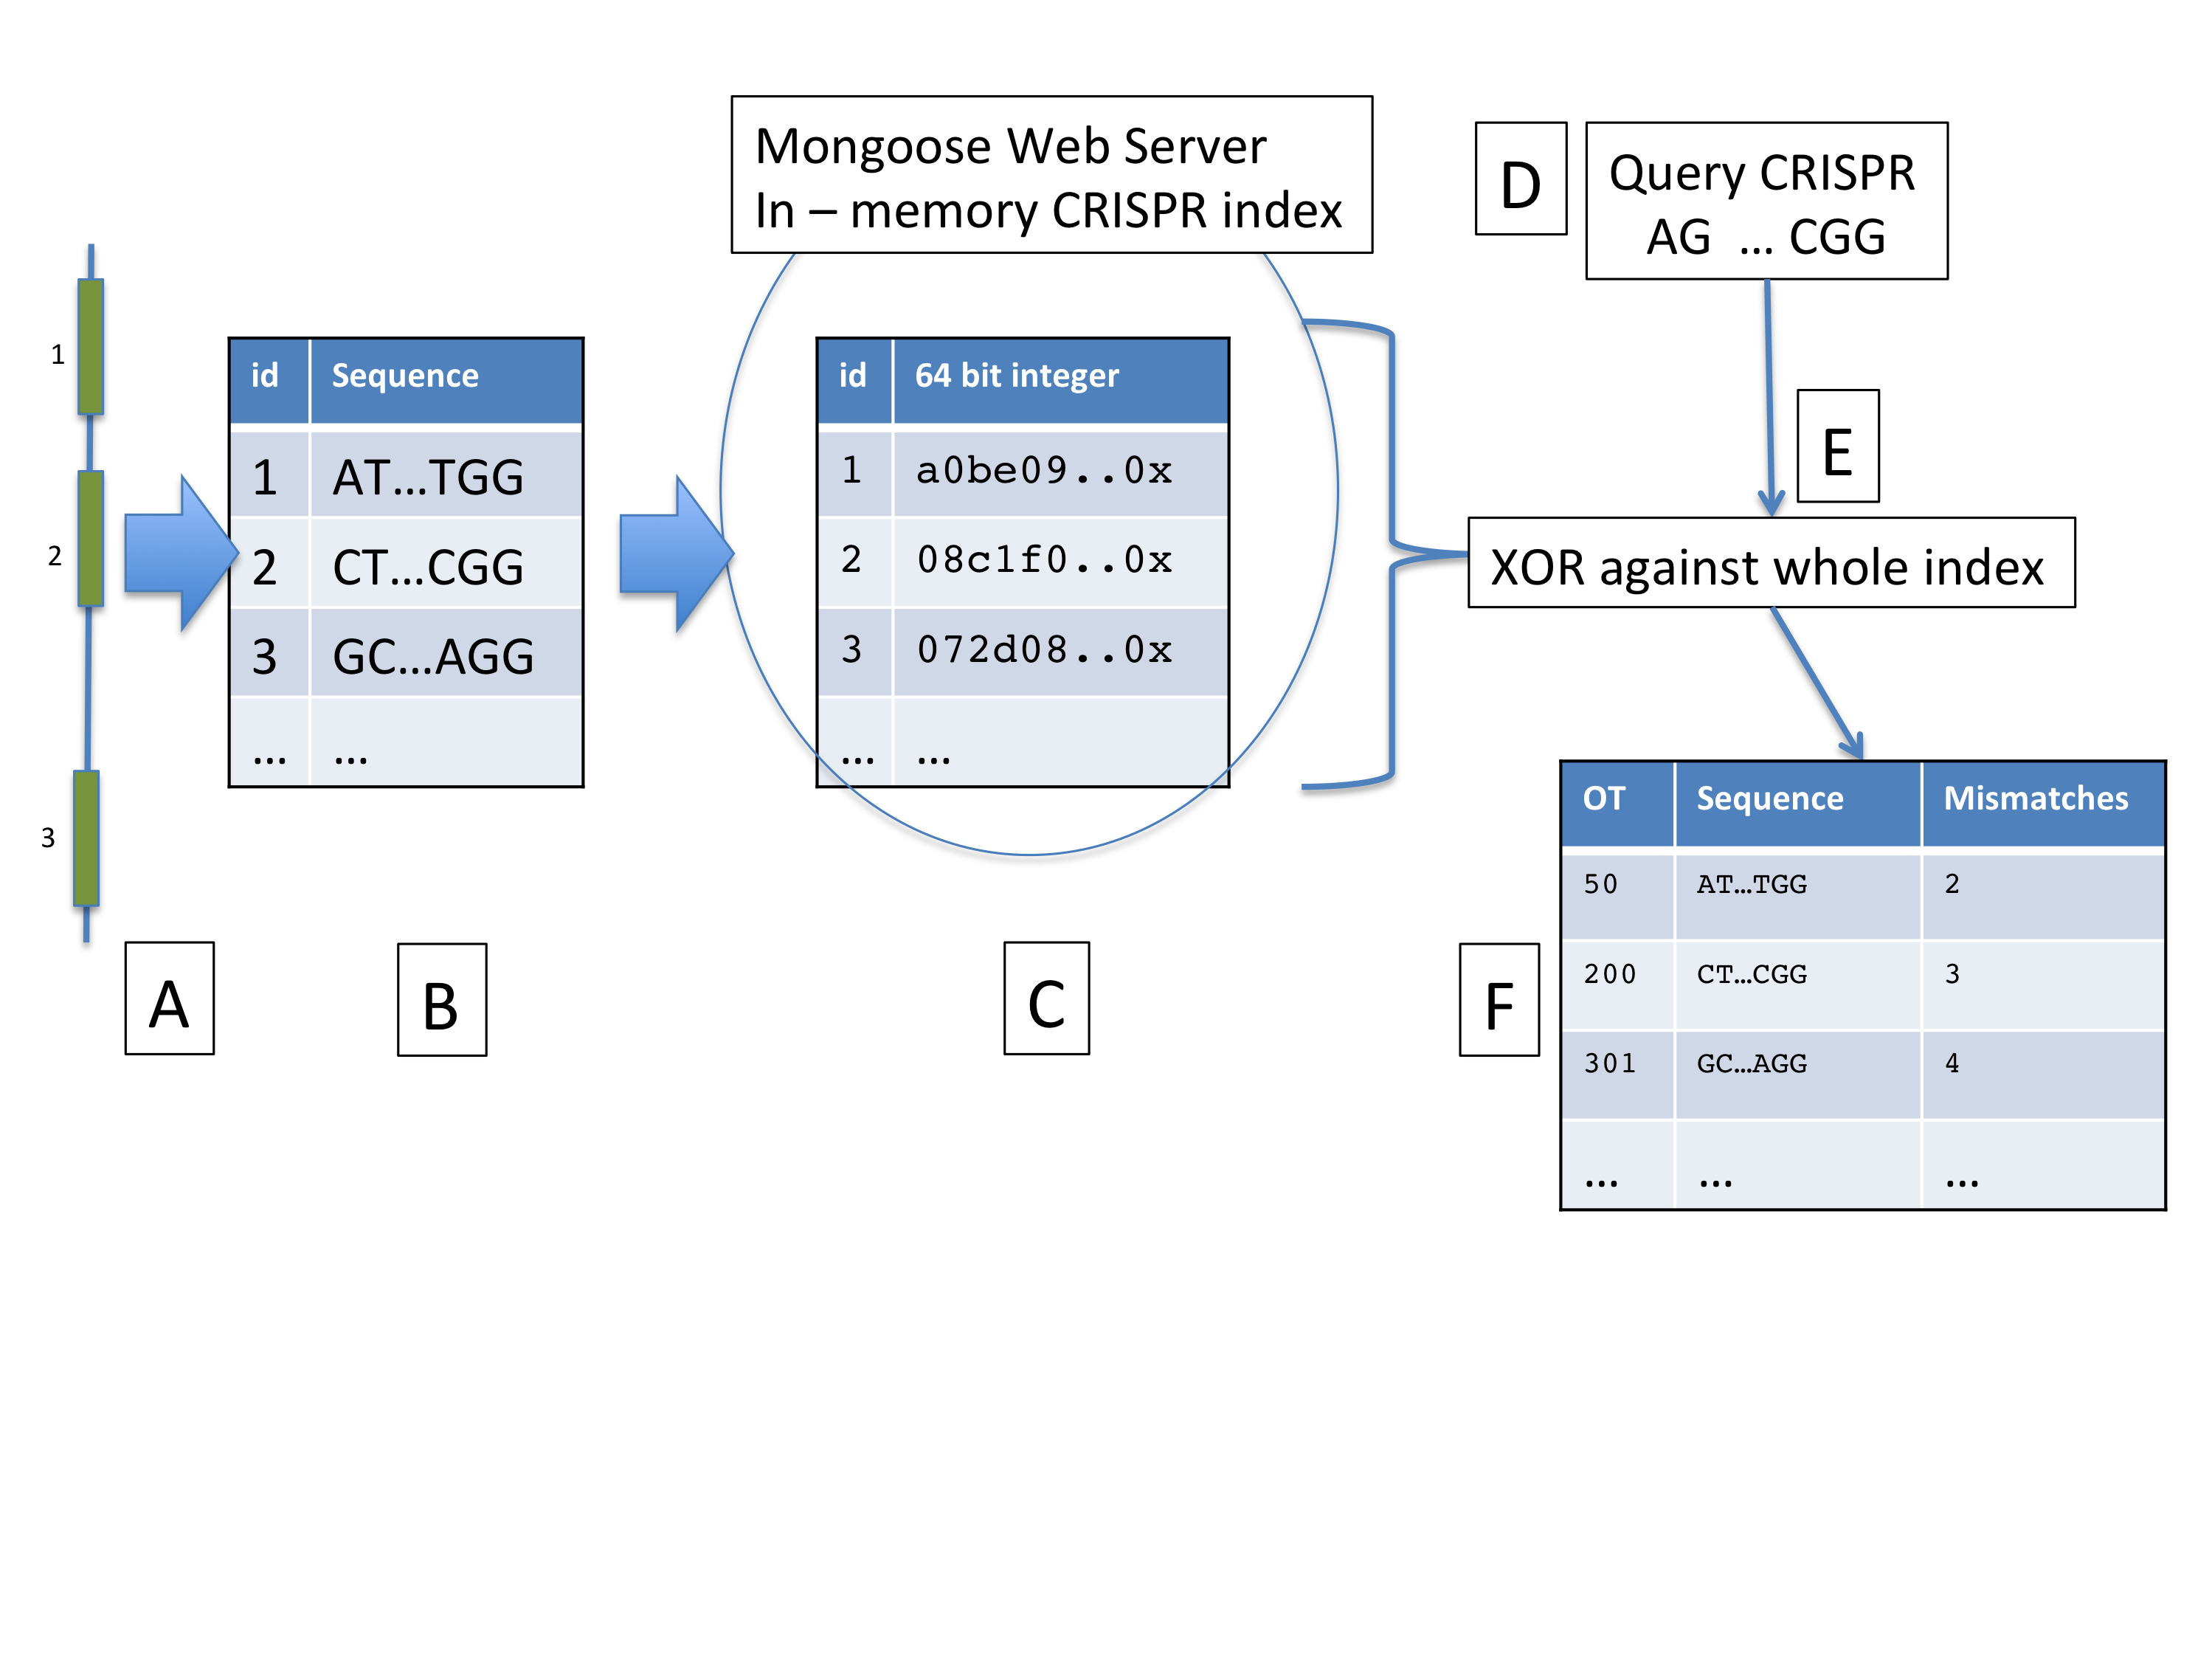 Mongoose Web Server
In – memory CRISPR index
D
Query CRISPR
AG ... CGG
1
2
3
id Sequence
1 AT...TGG
2 CT...CGG
3 GC...AGG
... ...
id 64 bit integer
1 a0be09..0x
2 08c1f0..0x
3 072d08..0x
... ...
E
XOR against whole index
OT Sequence Mismatches
50 AT...TGG 2
200 CT...CGG 3
301 GC...AGG 4
... ... ...
A
B
C
F